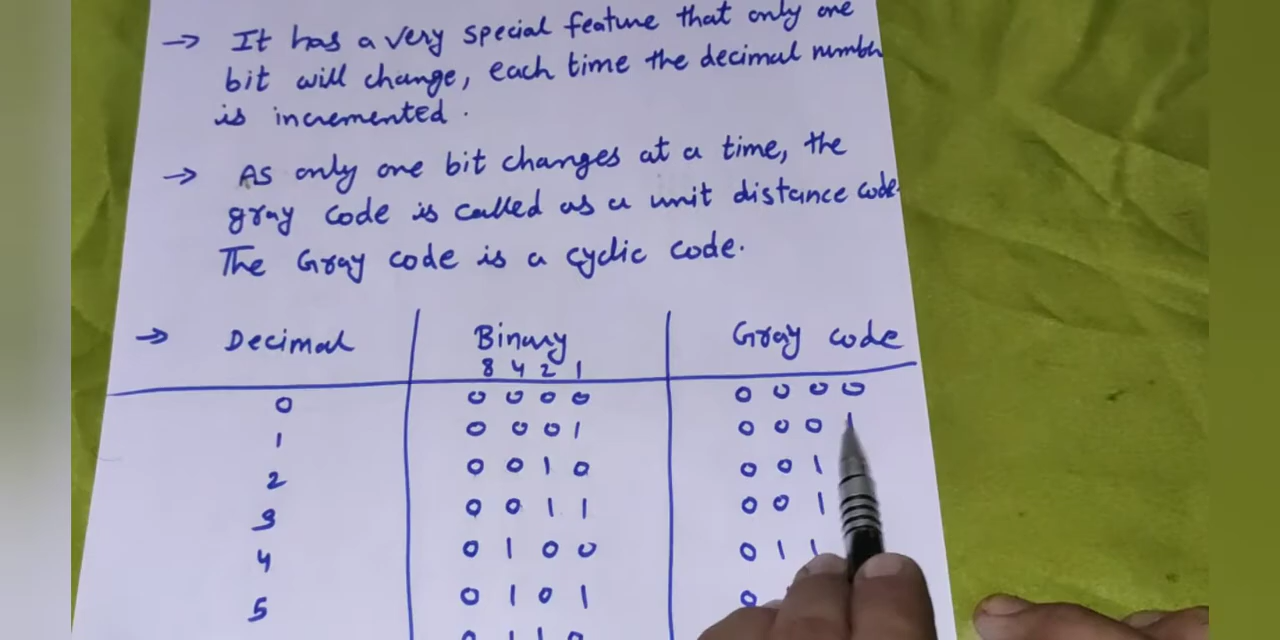 → It has a very special feature that only one
bit will change, each time the decimal number
is incremented.
→ As only one bit changes at a time, the
gray code is called as a unit distance code.
The Gray code is a cyclic code.
→ Decimal Binary Gray code
8 4 2 1
0 0 0 0 0 0 0 0 0
1 0 0 0 1 0 0 0 1
2 0 0 1 0 0 0 1
3 0 0 1 1 0 0 1
4 0 1 0 0 0 1 1
5 0 1 0 1 0
0 1 1 0